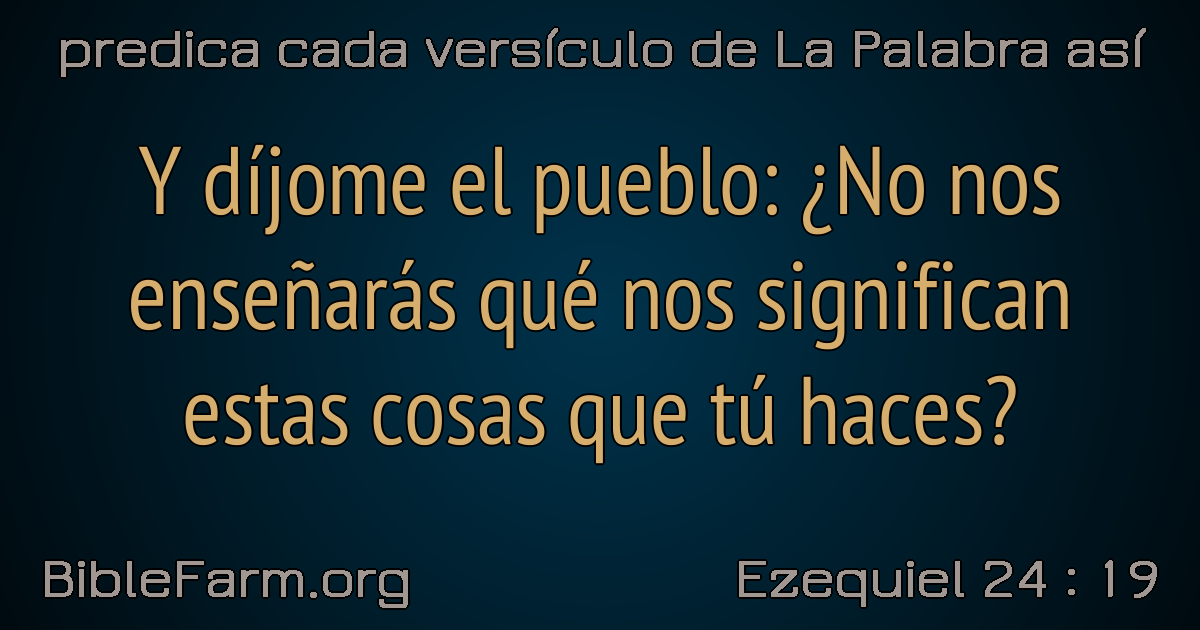 predica cada versículo de La Palabra así
Y díjome el pueblo: ¿No nos
enseñarás qué nos significan
estas cosas que tú haces?
BibleFarm.org
Ezequiel 24 : 19